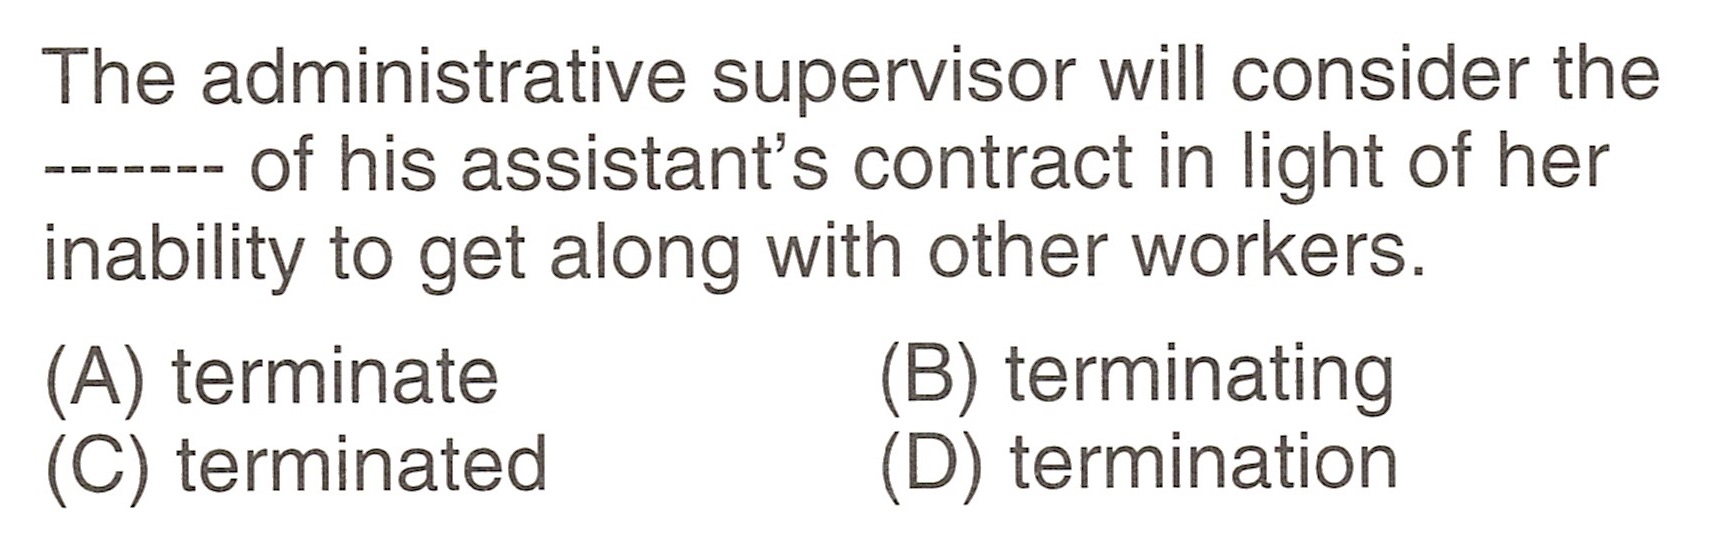 The administrative supervisor will consider the
------- of his assistant's contract in light of her
inability to get along with other workers.
(A) terminate (B) terminating
(C) terminated (D) termination